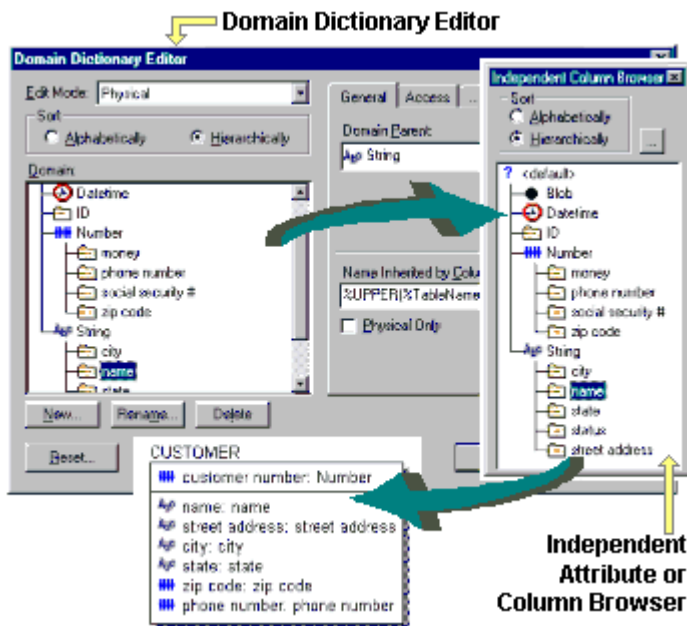 Domain Dictionary Editor
Domain Dictionary Editor
Edit Mode: Physical
Sort
Alphabetically Hierarchically
Domain:
Datetime
ID
Number
money
phone number
social security #
zip code
String
city
name
state
New... Rename... Delete
Reset...
General Access ...
Domain Parent:
String
Name Inherited by Colu
%UPPER(%TableName
Physical Only
Independent Column Browser
Sort
Alphabetically
Hierarchically
...
? <default>
Blob
Datetime
ID
Number
money
phone number
social security #
zip code
String
city
name
state
status
street address
CUSTOMER
customer number: Number
name: name
street address: street address
city: city
state: state
zip code: zip code
phone number: phone number
Independent
Attribute or
Column Browser